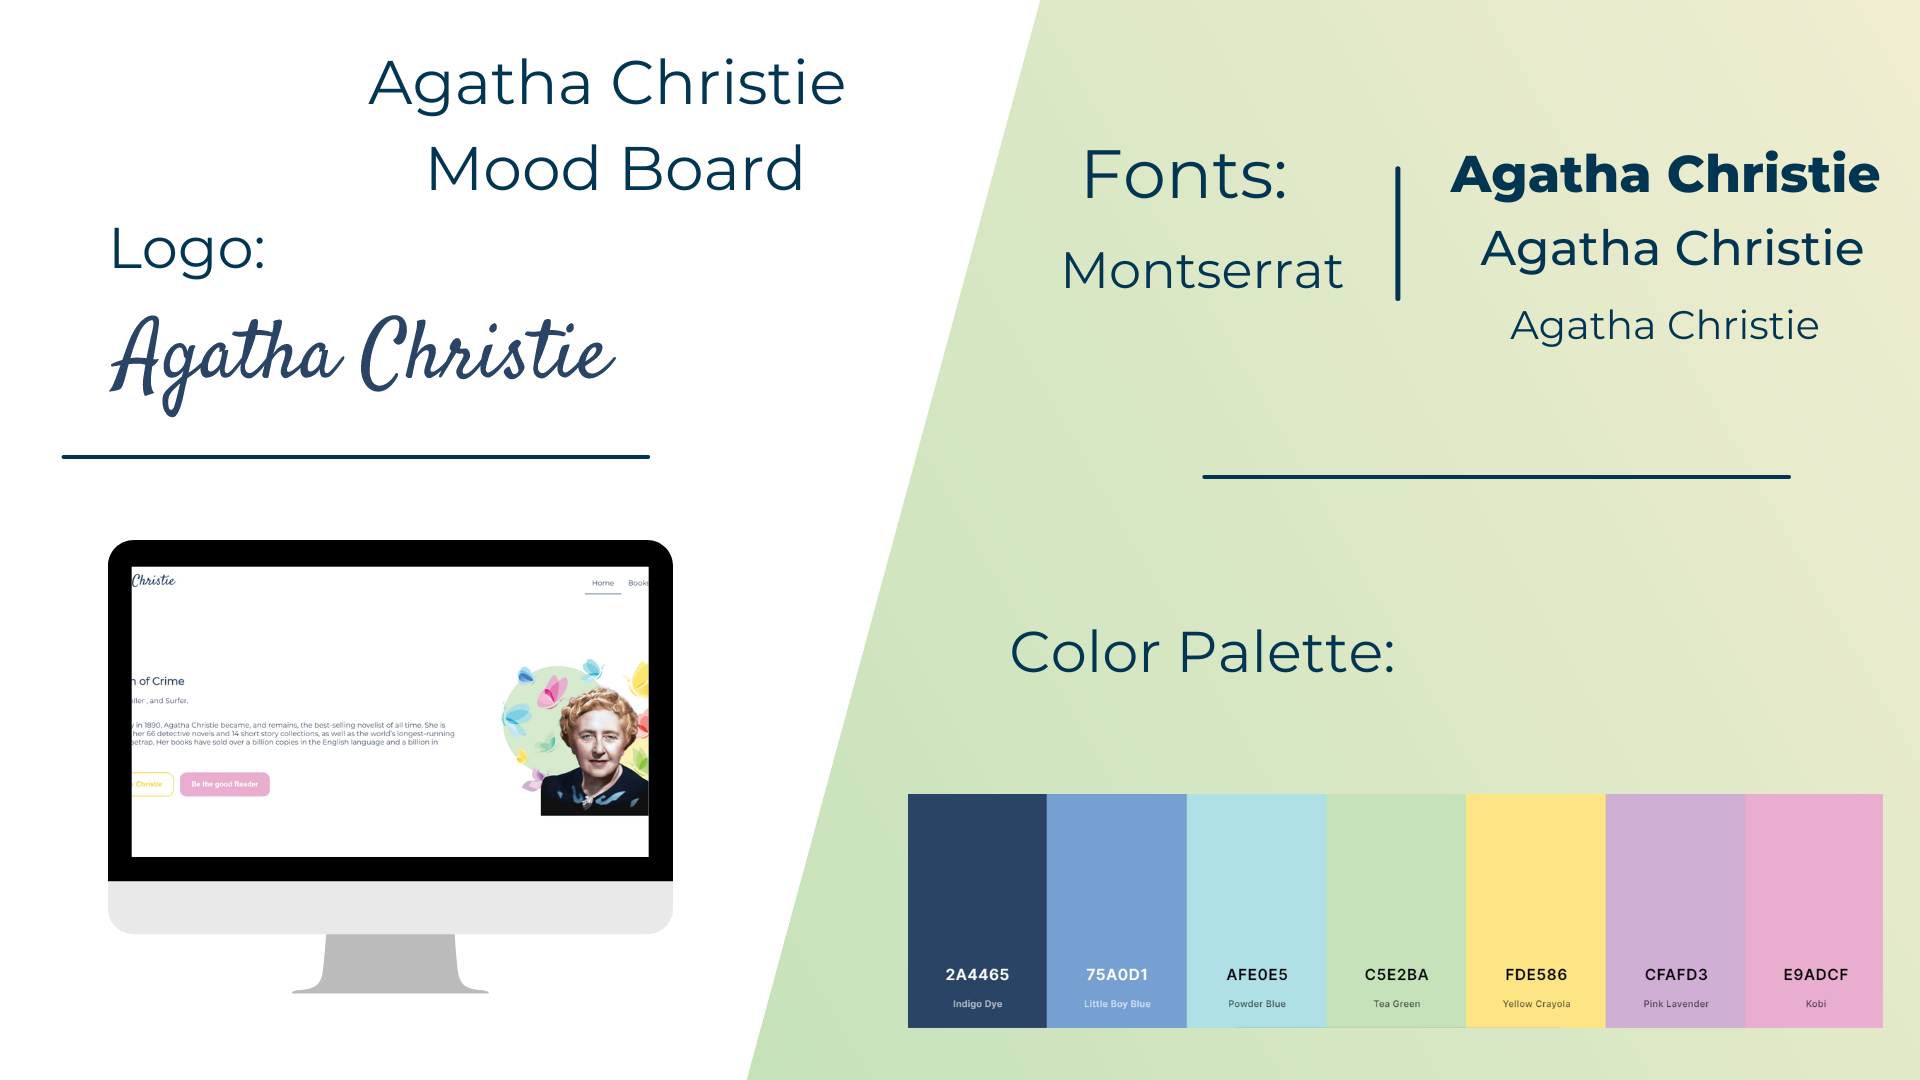 Agatha Christie
Mood Board
Logo:
Agatha Christie
Christie
Home Books
of Crime
, and Surfer.
in 1890, Agatha Christie became, and remains, the best-selling novelist of all time. She is
her 66 detective novels and 14 short story collections, as well as the world's longest-running
Her books have sold over a billion copies in the English language and a billion in
Christie
Be the good Reader
Fonts:
Montserrat
Agatha Christie
Agatha Christie
Agatha Christie
Color Palette:
2A4465
Indigo Dye
75A0D1
Little Boy Blue
AFE0E5
Powder Blue
C5E2BA
Tea Green
FDE586
Yellow Crayola
CFAFD3
Pink Lavender
E9ADCF
Kobi